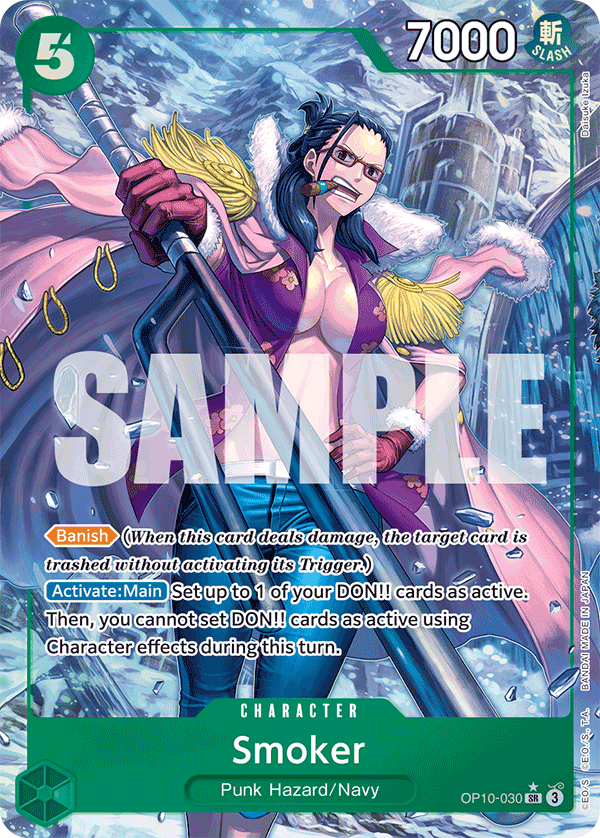 5
7000
斬
SLASH
Daisuke Izuka
SAMPLE
Banish (When this card deals damage, the target card is
trashed without activating its Trigger.)
Activate:Main Set up to 1 of your DON!! cards as active.
Then, you cannot set DON!! cards as active using
Character effects during this turn.
©E.O./S. ©E.O./S.,T.A. BANDAI MADE IN JAPAN
CHARACTER
Smoker
Punk Hazard/Navy
OP10-030 SR ★ 3